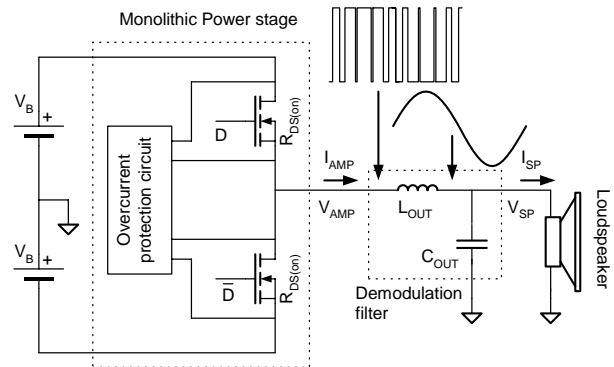 Monolithic Power stage
V_B
+
V_B
+
Overcurrent
protection circuit
D
R_DS(on)
D̅
R_DS(on)
I_AMP
V_AMP
L_OUT
C_OUT
Demodulation
filter
I_SP
V_SP
Loudspeaker